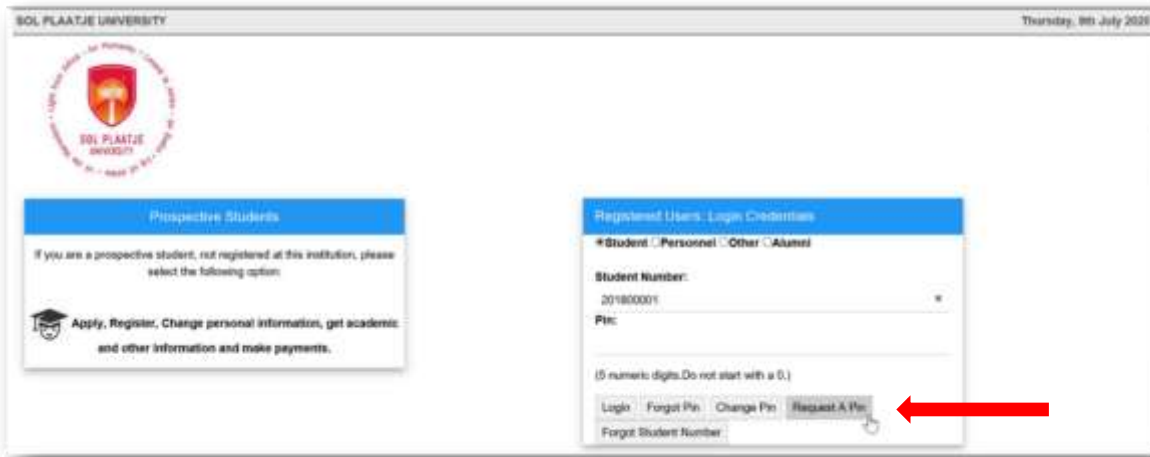 SOL PLAATJE UNIVERSITY
Thursday, 9th July 2020
SOL PLAATJE
UNIVERSITY
Prospective Students
If you are a prospective student, not registered at this institution, please
select the following option:
Apply, Register, Change personal information, get academic
and other information and make payments.
Registered Users: Login Credentials
Student Personnel Other Alumni
Student Number:
201800001
Pin:
(5 numeric digits.Do not start with a 0.)
Login Forgot Pin Change Pin Request A Pin
Forgot Student Number